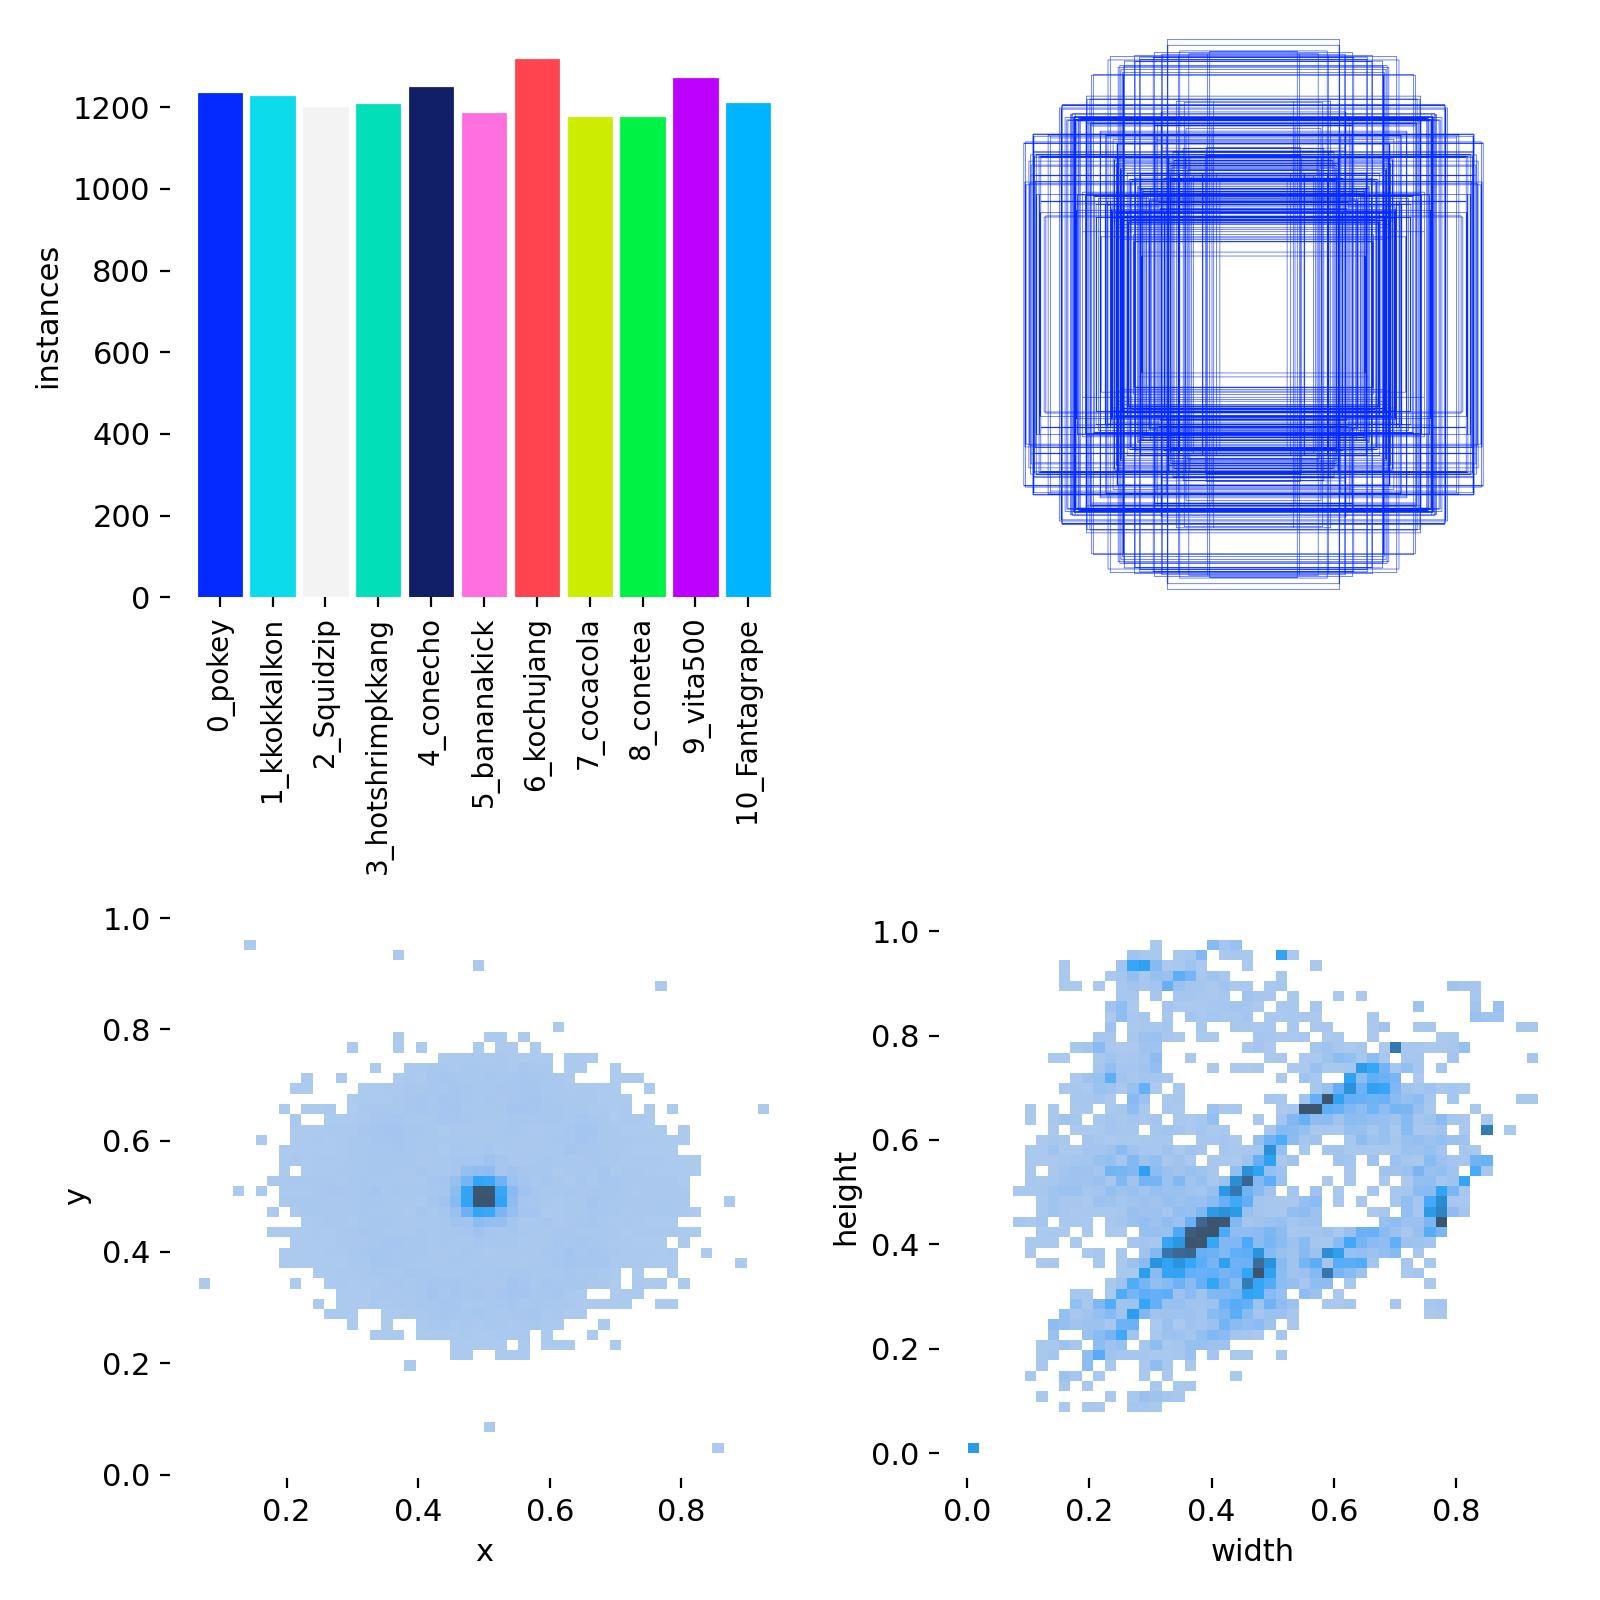 instances
1200
1000
800
600
400
200
0
0_pokey
1_kkokkalkon
2_Squidzip
3_hotshrimpkkang
4_conecho
5_bananakick
6_kochujang
7_cocacola
8_conetea
9_vita500
10_Fantagrape
y
1.0
0.8
0.6
0.4
0.2
0.0
0.2 0.4 0.6 0.8
x
height
1.0
0.8
0.6
0.4
0.2
0.0
0.0 0.2 0.4 0.6 0.8
width